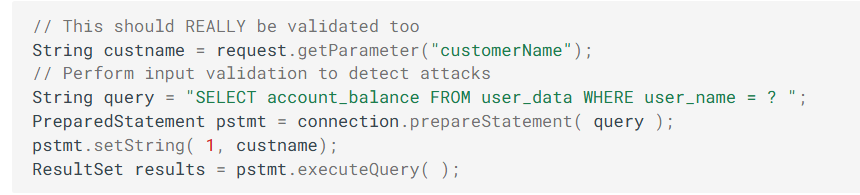 // This should REALLY be validated too
String custname = request.getParameter("customerName");
// Perform input validation to detect attacks
String query = "SELECT account_balance FROM user_data WHERE user_name = ? ";
PreparedStatement pstmt = connection.prepareStatement( query );
pstmt.setString( 1, custname);
ResultSet results = pstmt.executeQuery( );